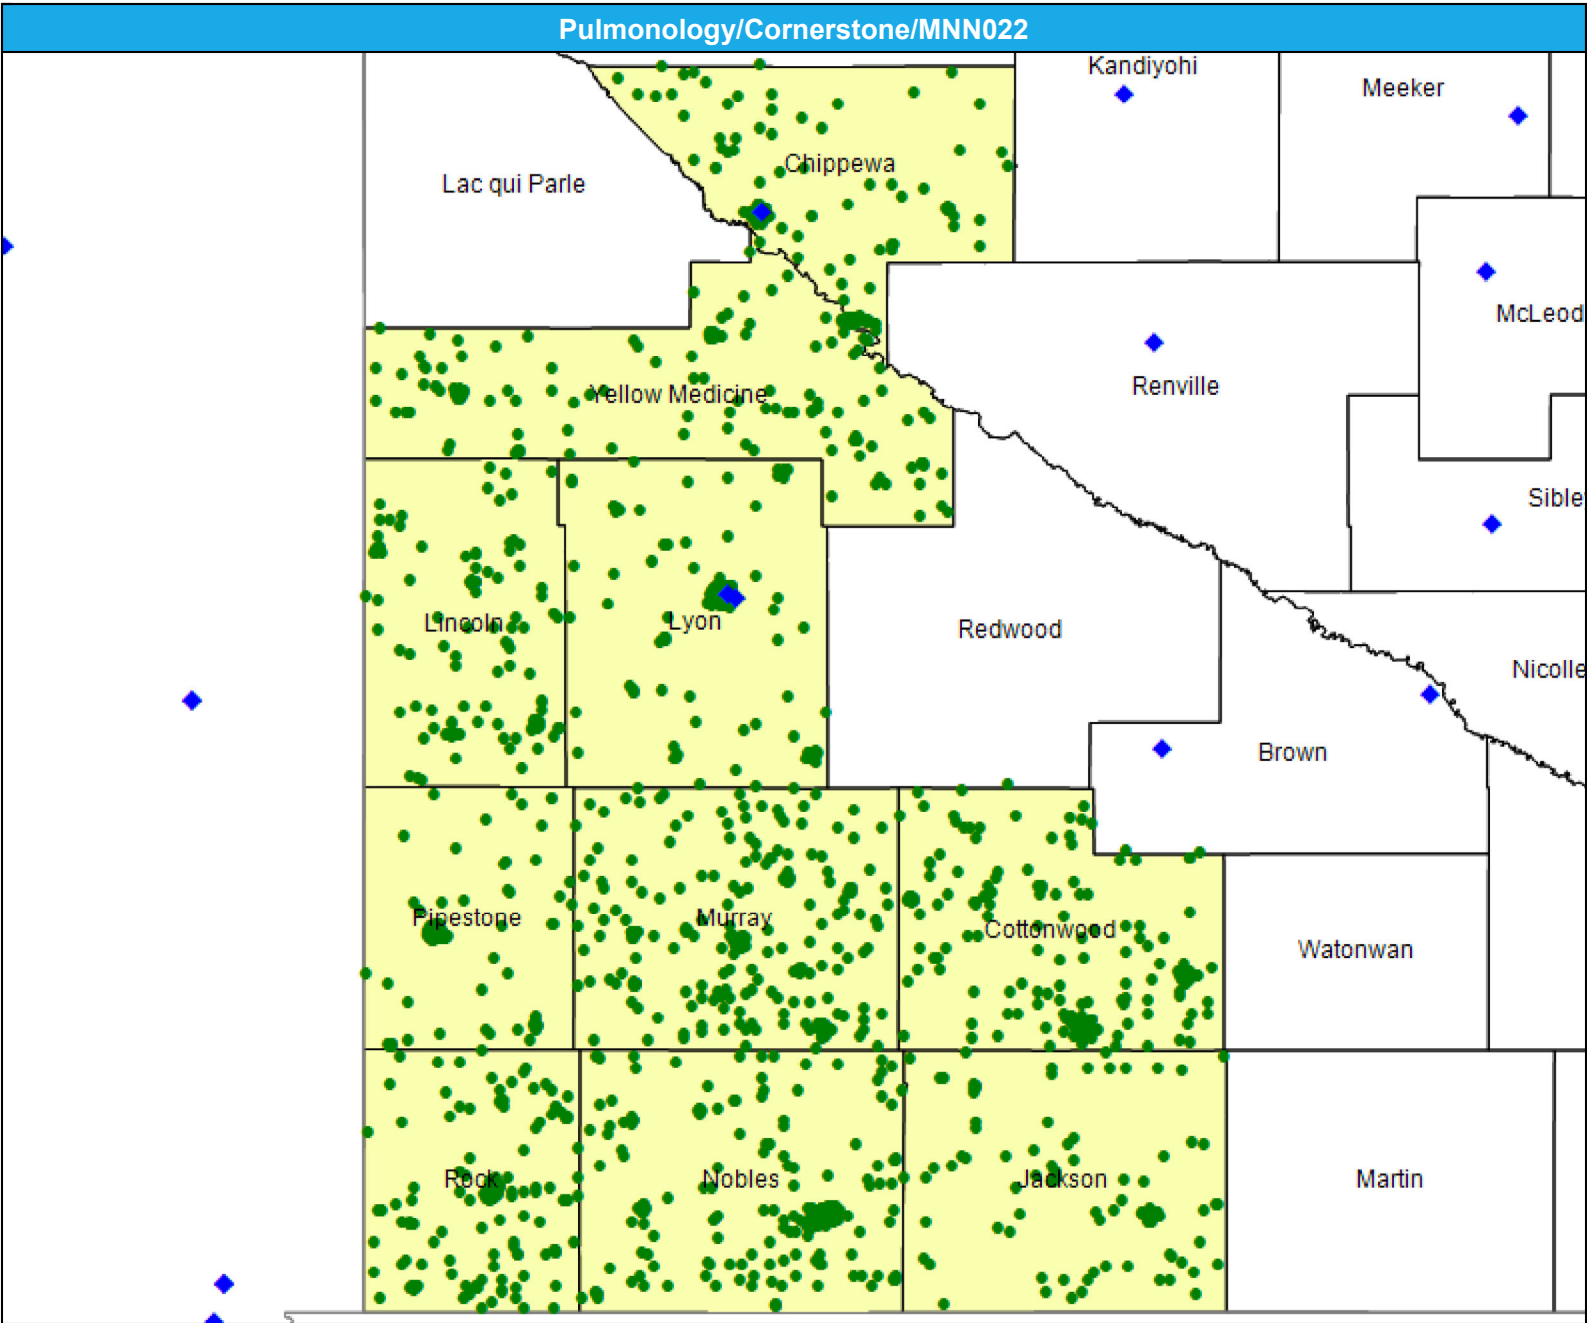 Pulmonology/Cornerstone/MNN022
Kandiyohi
Meeker
Chippewa
Lac qui Parle
McLeod
Renville
Yellow Medicine
Sible
Lincoln
Lyon
Redwood
Nicolle
Brown
Pipestone
Murray
Cottonwood
Watonwan
Rock
Nobles
Jackson
Martin